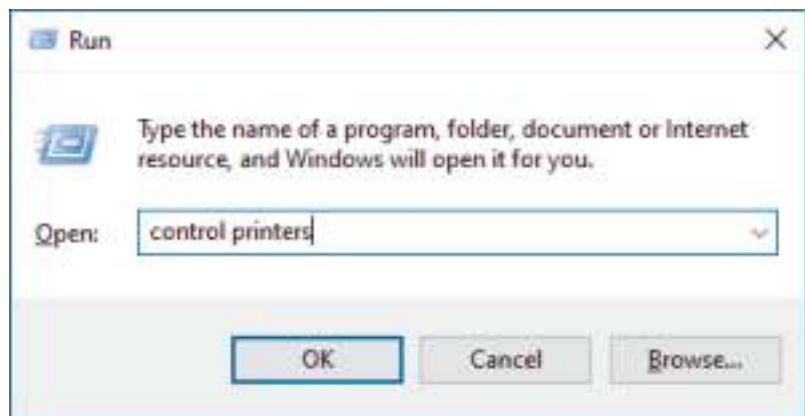 Run
Type the name of a program, folder, document or Internet
resource, and Windows will open it for you.
Open:
control printers
OK
Cancel
Browse...